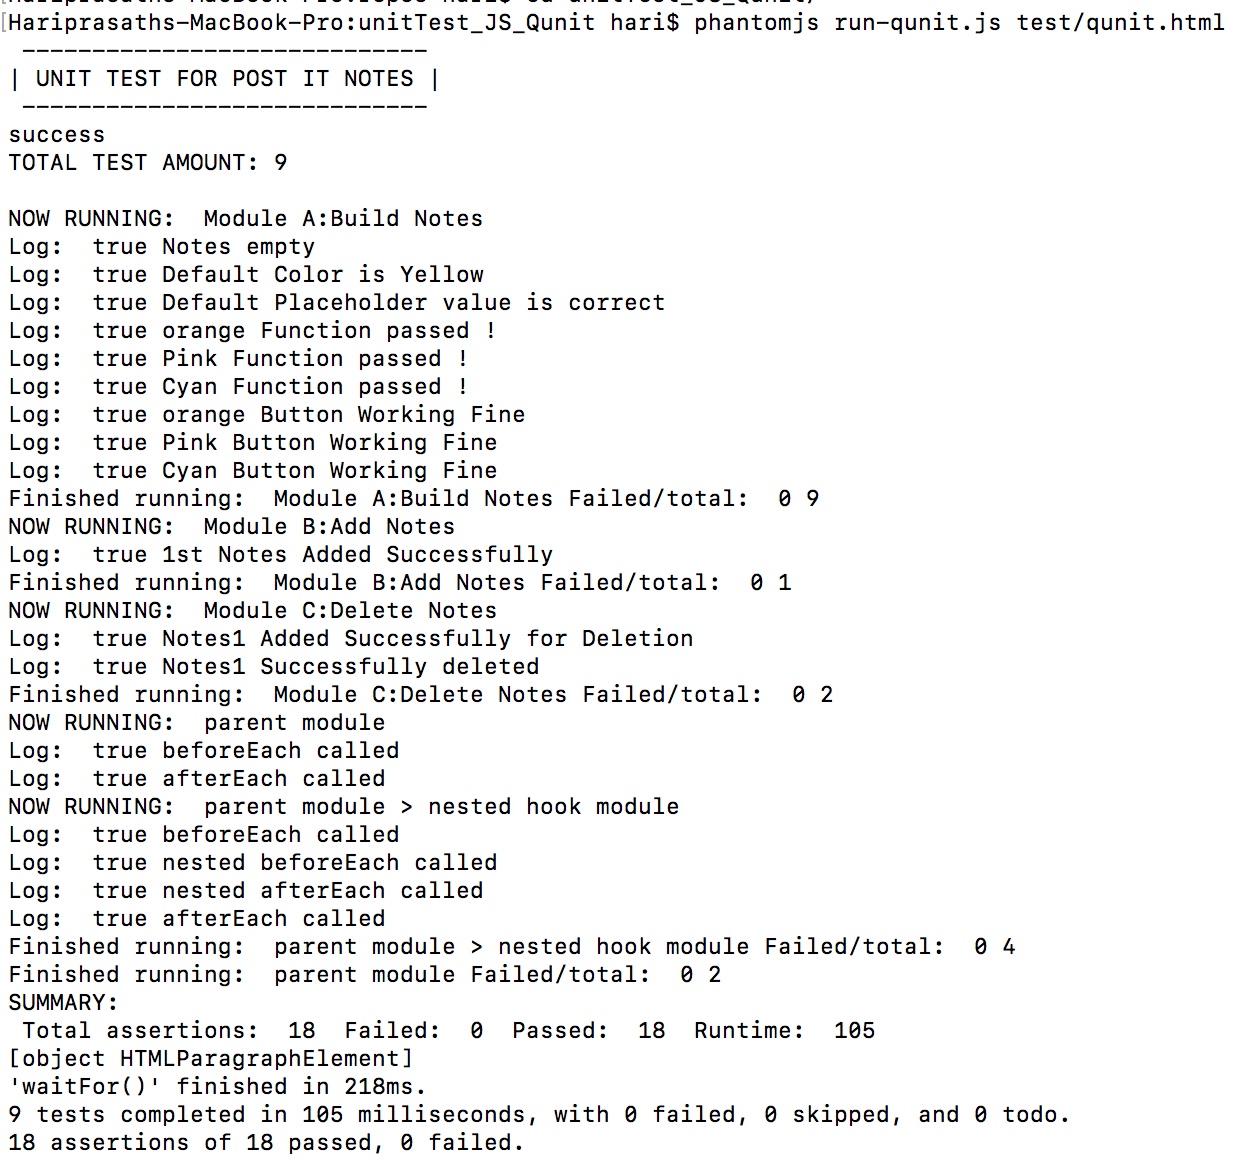 Hariprasaths-MacBook-Pro:repos hari$ cd unitTest_JS_Qunit/
[Hariprasaths-MacBook-Pro:unitTest_JS_Qunit hari$ phantomjs run-qunit.js test/qunit.html
-----------------------------
| UNIT TEST FOR POST IT NOTES |
-----------------------------
success
TOTAL TEST AMOUNT: 9
NOW RUNNING:  Module A:Build Notes
Log:  true Notes empty
Log:  true Default Color is Yellow
Log:  true Default Placeholder value is correct
Log:  true orange Function passed !
Log:  true Pink Function passed !
Log:  true Cyan Function passed !
Log:  true orange Button Working Fine
Log:  true Pink Button Working Fine
Log:  true Cyan Button Working Fine
Finished running:  Module A:Build Notes Failed/total:  0 9
NOW RUNNING:  Module B:Add Notes
Log:  true 1st Notes Added Successfully
Finished running:  Module B:Add Notes Failed/total:  0 1
NOW RUNNING:  Module C:Delete Notes
Log:  true Notes1 Added Successfully for Deletion
Log:  true Notes1 Successfully deleted
Finished running:  Module C:Delete Notes Failed/total:  0 2
NOW RUNNING:  parent module
Log:  true beforeEach called
Log:  true afterEach called
NOW RUNNING:  parent module > nested hook module
Log:  true beforeEach called
Log:  true nested beforeEach called
Log:  true nested afterEach called
Log:  true afterEach called
Finished running:  parent module > nested hook module Failed/total:  0 4
Finished running:  parent module Failed/total:  0 2
SUMMARY:
Total assertions:  18  Failed:  0  Passed:  18  Runtime:  105
[object HTMLParagraphElement]
'waitFor()' finished in 218ms.
9 tests completed in 105 milliseconds, with 0 failed, 0 skipped, and 0 todo.
18 assertions of 18 passed, 0 failed.